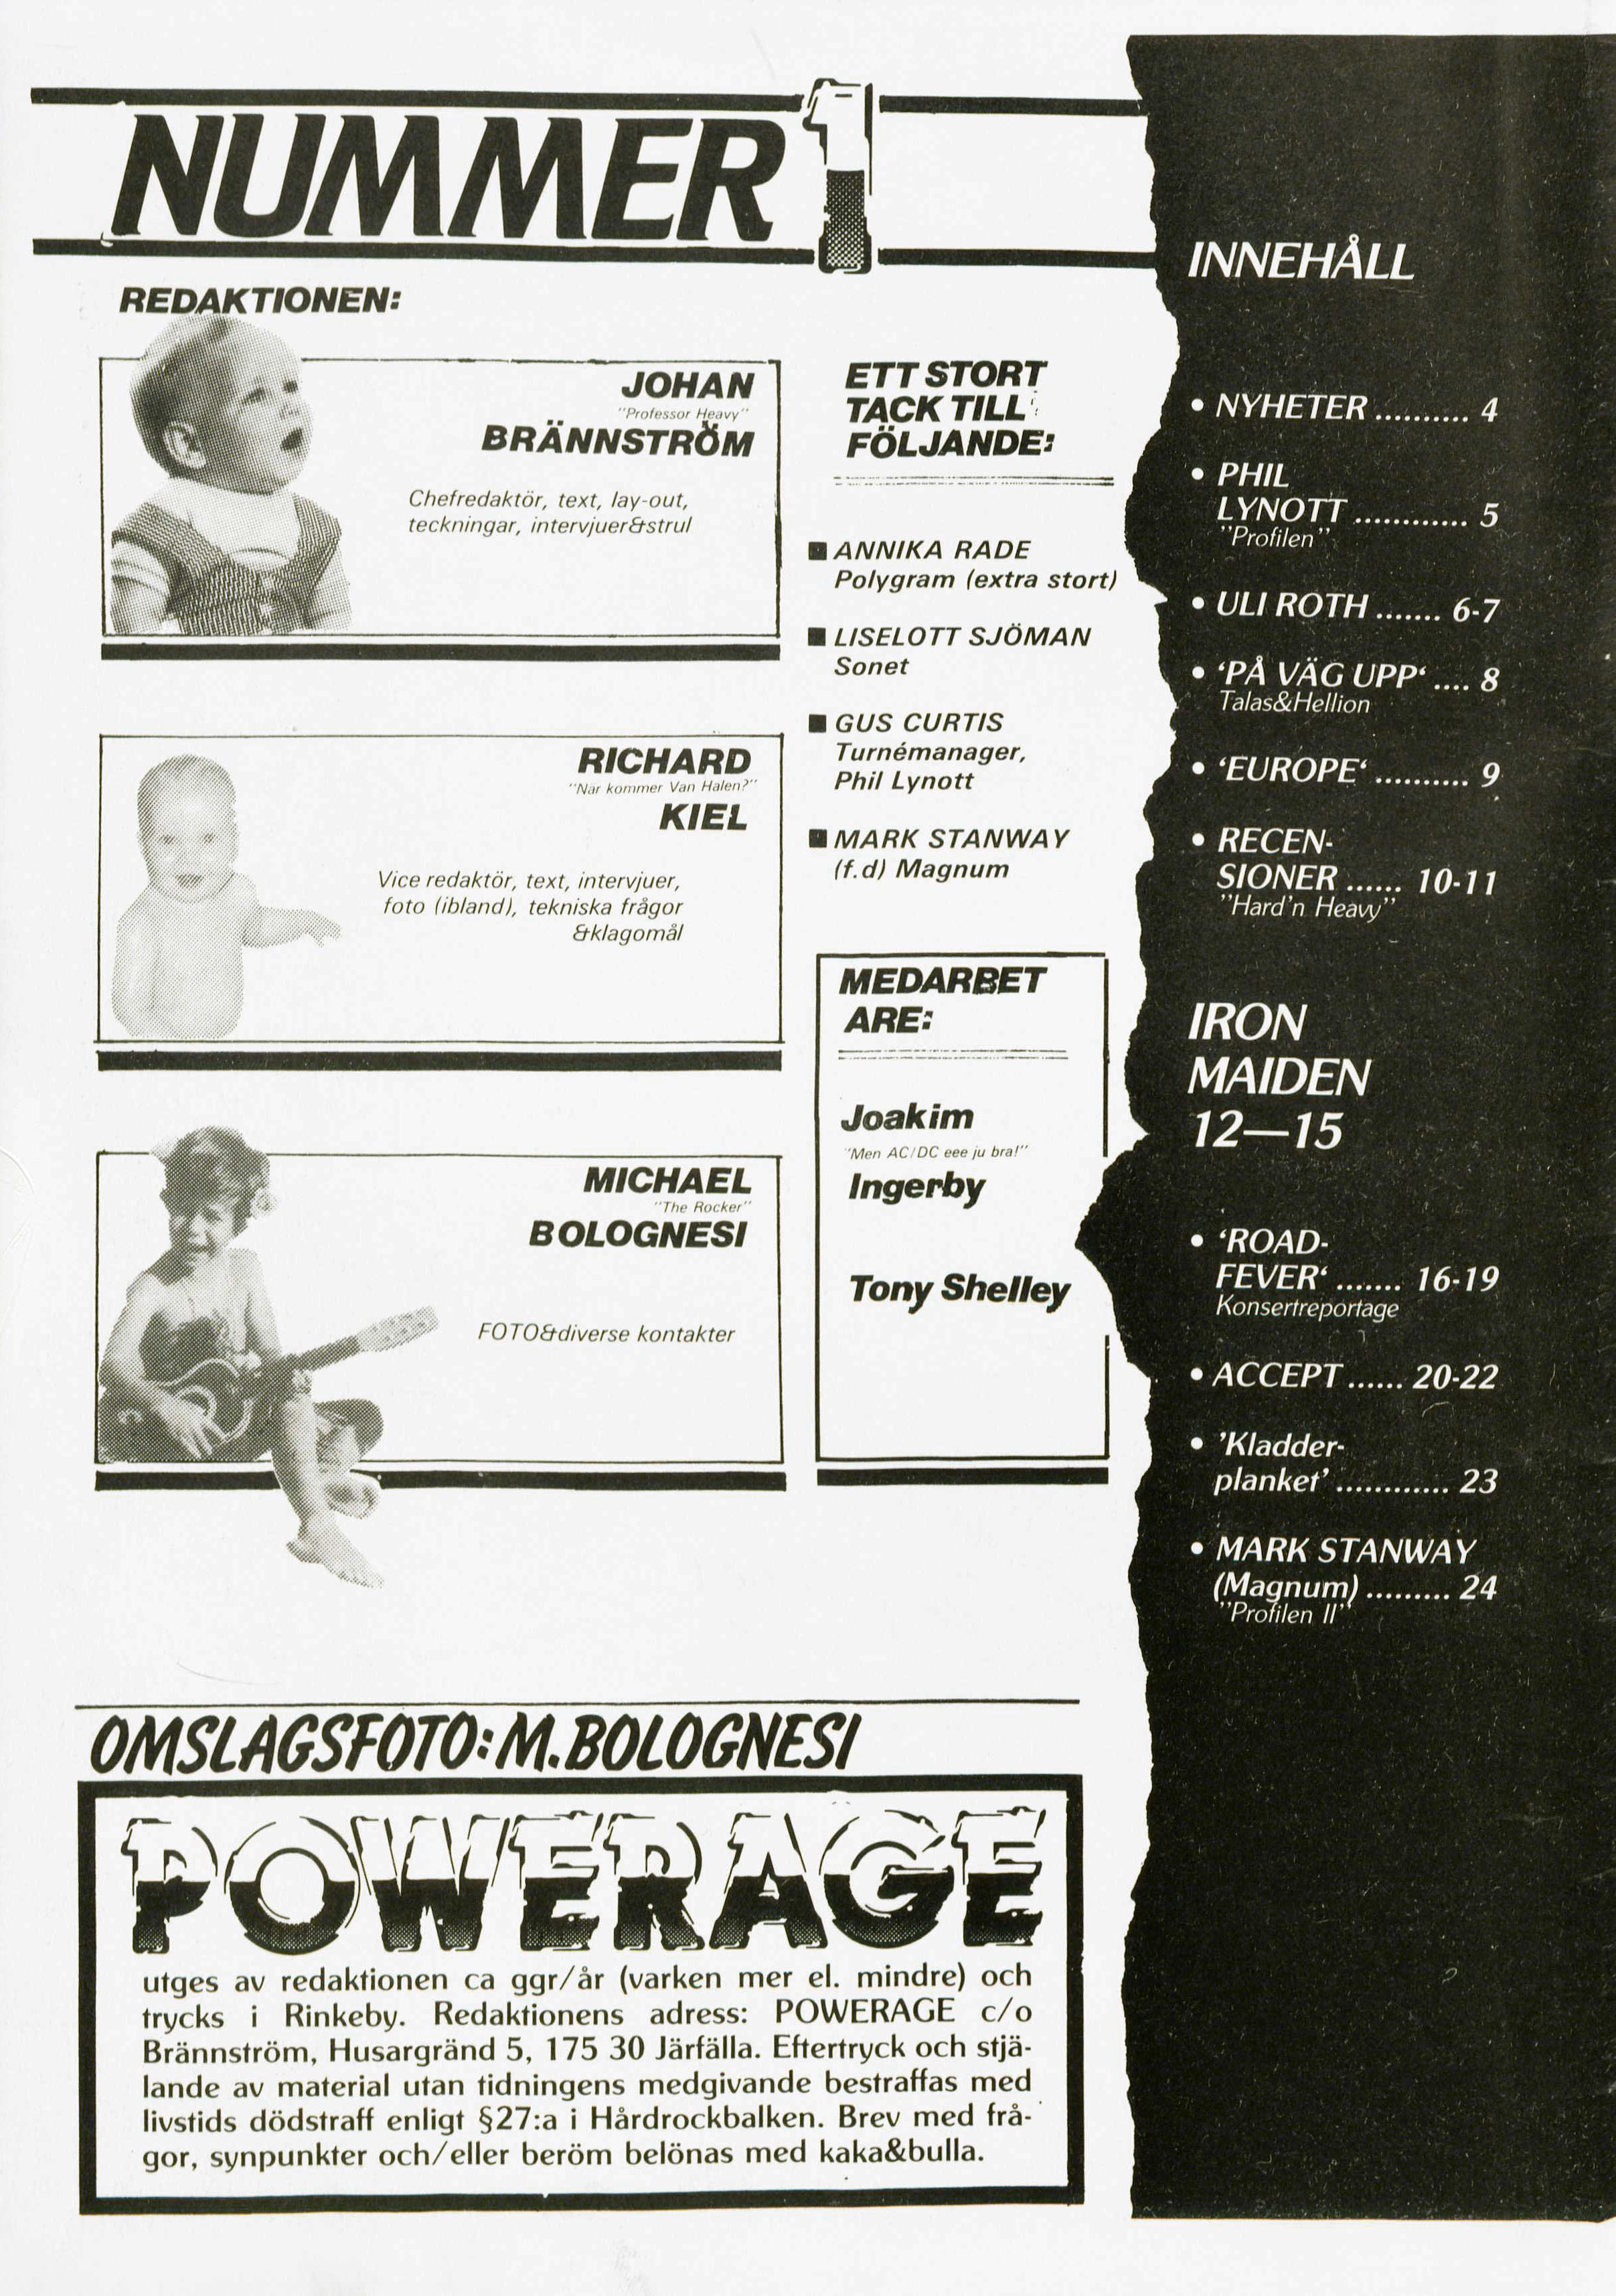 NUMMER 1
REDAKTIONEN:
JOHAN
"Professor Heavy"
BRÄNNSTRÖM
Chefredaktör, text, lay-out,
teckningar, intervjuer&strul
RICHARD
"När kommer Van Halen?"
KIEL
Vice redaktör, text, intervjuer,
foto (ibland), tekniska frågor
&klagomål
MICHAEL
"The Rocker"
BOLOGNESI
FOTO&diverse kontakter
ETT STORT
TACK TILL
FÖLJANDE:
ANNIKA RADE
Polygram (extra stort)
LISELOTT SJÖMAN
Sonet
GUS CURTIS
Turnémanager,
Phil Lynott
MARK STANWAY
(f.d) Magnum
MEDARBET
ARE:
Joakim
"Men AC/DC eee ju bra!"
Ingerby
Tony Shelley
INNEHÅLL
• NYHETER .......... 4
• PHIL
LYNOTT ............. 5
"Profilen"
• ULI ROTH ....... 6-7
• ‘PÅ VÄG UPP‘ .... 8
Talas&Hellion
• ‘EUROPE‘ .......... 9
• RECEN-
SIONER ...... 10-11
"Hard'n Heavy"
IRON
MAIDEN
12—15
• ‘ROAD-
FEVER‘ ....... 16-19
Konsertreportage
• ACCEPT ...... 20-22
• 'Kladder-
planket' ............. 23
• MARK STANWAY
(Magnum) ......... 24
"Profilen II"
OMSLAGSFOTO: M. BOLOGNESI
POWERAGE
utges av redaktionen ca ggr/år (varken mer el. mindre) och
trycks i Rinkeby. Redaktionens adress: POWERAGE c/o
Brännström, Husargränd 5, 175 30 Järfälla. Eftertryck och stjä-
lande av material utan tidningens medgivande bestraffas med
livstids dödstraff enligt §27:a i Hårdrockbalken. Brev med frå-
gor, synpunkter och/eller beröm belönas med kaka&bulla.